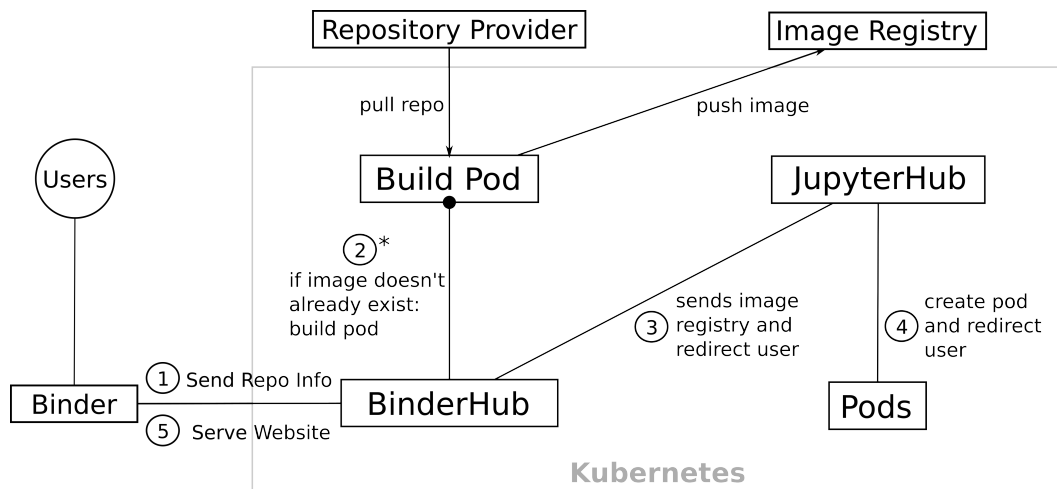 Repository Provider
Image Registry
pull repo
push image
Users
Build Pod
JupyterHub
2*
if image doesn't
already exist:
build pod
3
sends image
registry and
redirect user
4
create pod
and redirect
user
1 Send Repo Info
Binder
BinderHub
Pods
5 Serve Website
Kubernetes